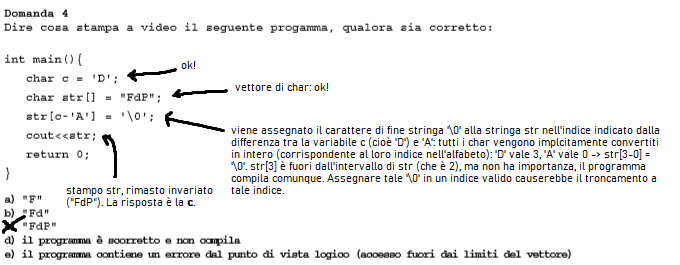 Domanda 4
Dire cosa stampa a video il seguente progamma, qualora sia corretto:
int main(){
char c = 'D';
ok!
char str[] = "FdP";
vettore di char: ok!
str[c-'A'] = '\0';
viene assegnato il carattere di fine stringa '\0' alla stringa str nell'indice indicato dalla
differenza tra la variabile c (cioè 'D') e 'A': tutti i char vengono implcitamente convertiti
in intero (corrispondente al loro indice nell'alfabeto): 'D' vale 3, 'A' vale 0 -> str[3-0] =
'\0'. str[3] è fuori dall'intervallo di str (che è 2), ma non ha importanza, il programma
compila comunque. Assegnare tale '\0' in un indice valido causerebbe il troncamento a
tale indice.
cout<<str;
return 0;
}
stampo str, rimasto invariato
("FdP"). La risposta è la c.
a) "F"
b) "Fd"
"FdP"
d) il programma è scorretto e non compila
e) il programma contiene un errore dal punto di vista logico (accesso fuori dai limiti del vettore)